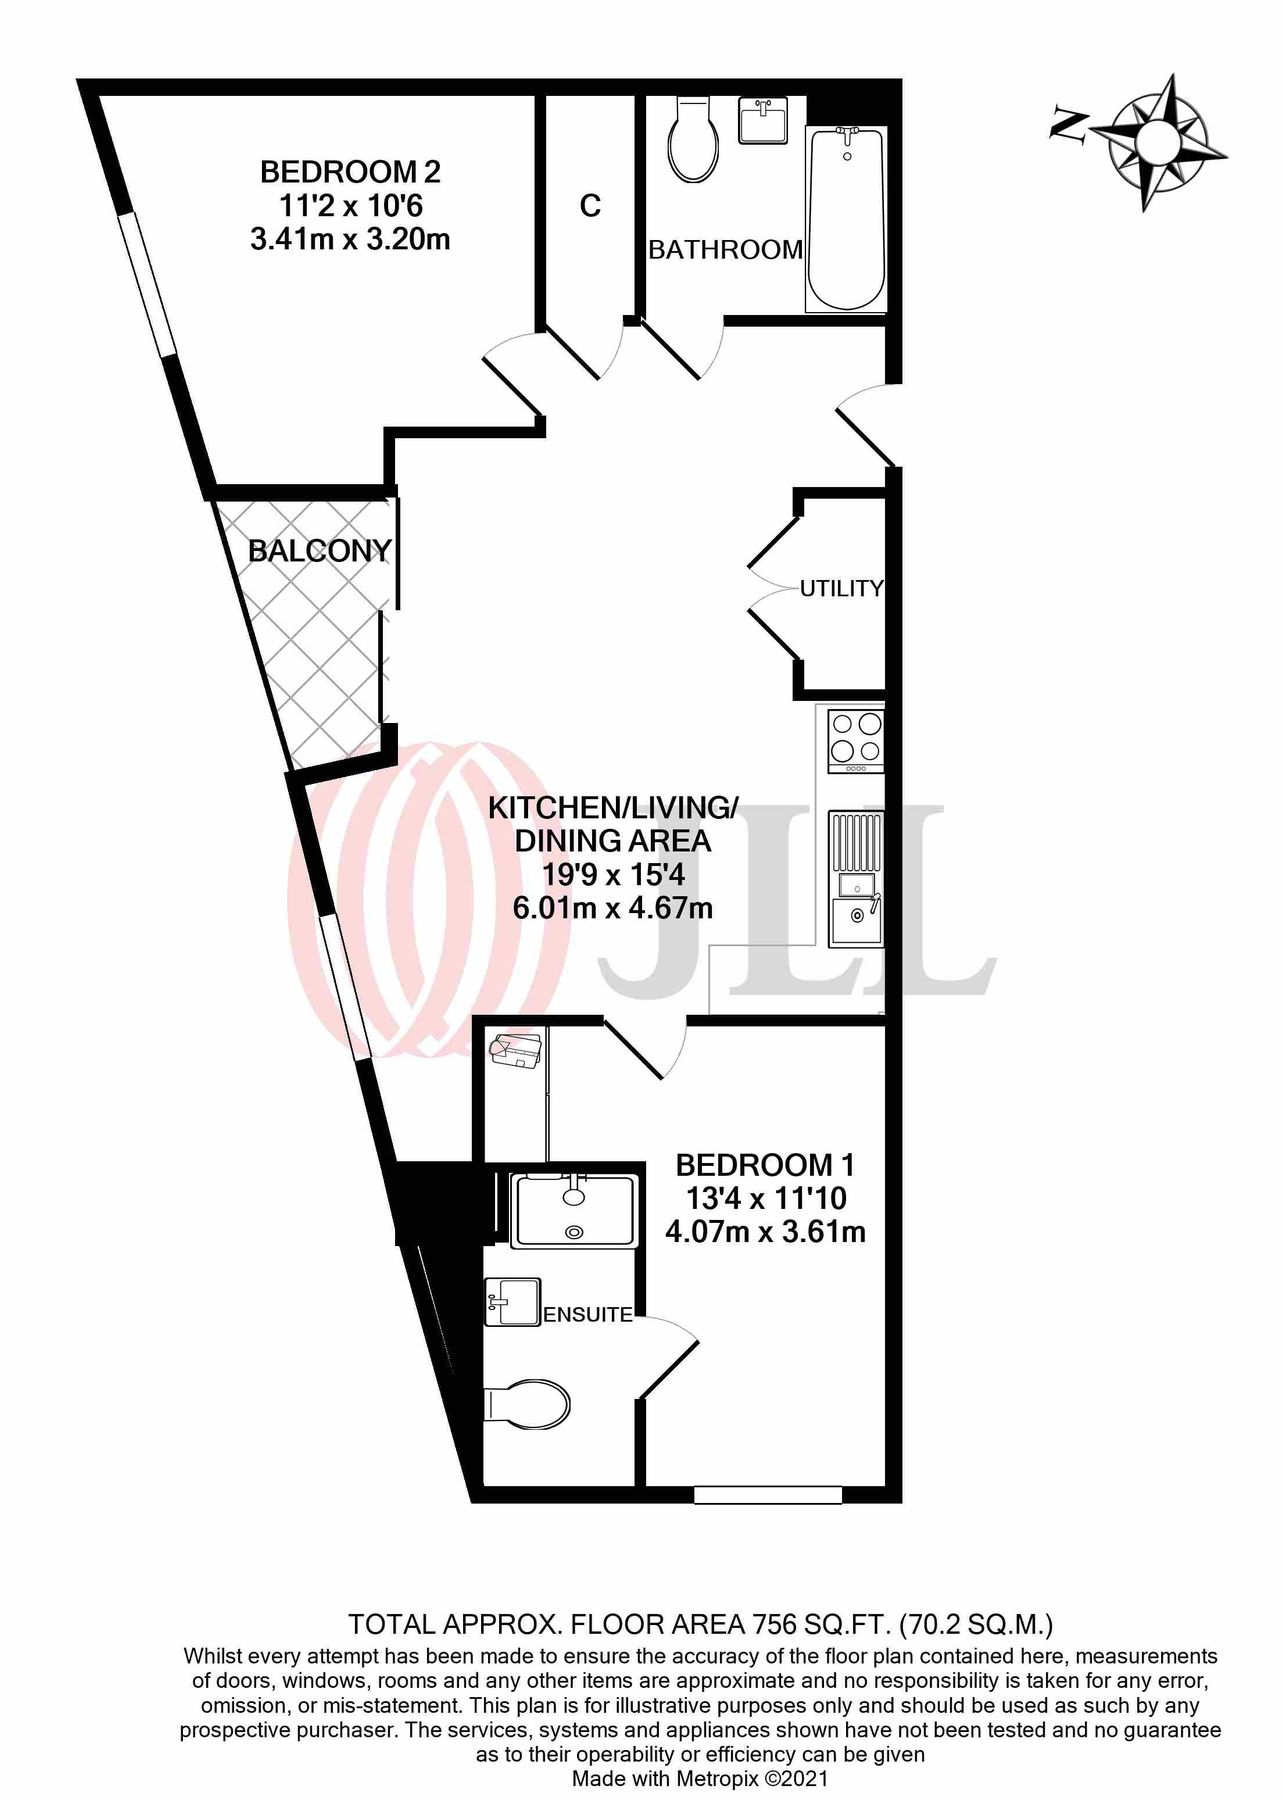 N
BEDROOM 2
11'2 x 10'6
3.41m x 3.20m
C
BATHROOM
BALCONY
UTILITY
KITCHEN/LIVING/
DINING AREA
19'9 x 15'4
6.01m x 4.67m
JLL
BEDROOM 1
13'4 x 11'10
4.07m x 3.61m
ENSUITE
TOTAL APPROX. FLOOR AREA 756 SQ.FT. (70.2 SQ.M.)
Whilst every attempt has been made to ensure the accuracy of the floor plan contained here, measurements
of doors, windows, rooms and any other items are approximate and no responsibility is taken for any error,
omission, or mis-statement. This plan is for illustrative purposes only and should be used as such by any
prospective purchaser. The services, systems and appliances shown have not been tested and no guarantee
as to their operability or efficiency can be given
Made with Metropix ©2021